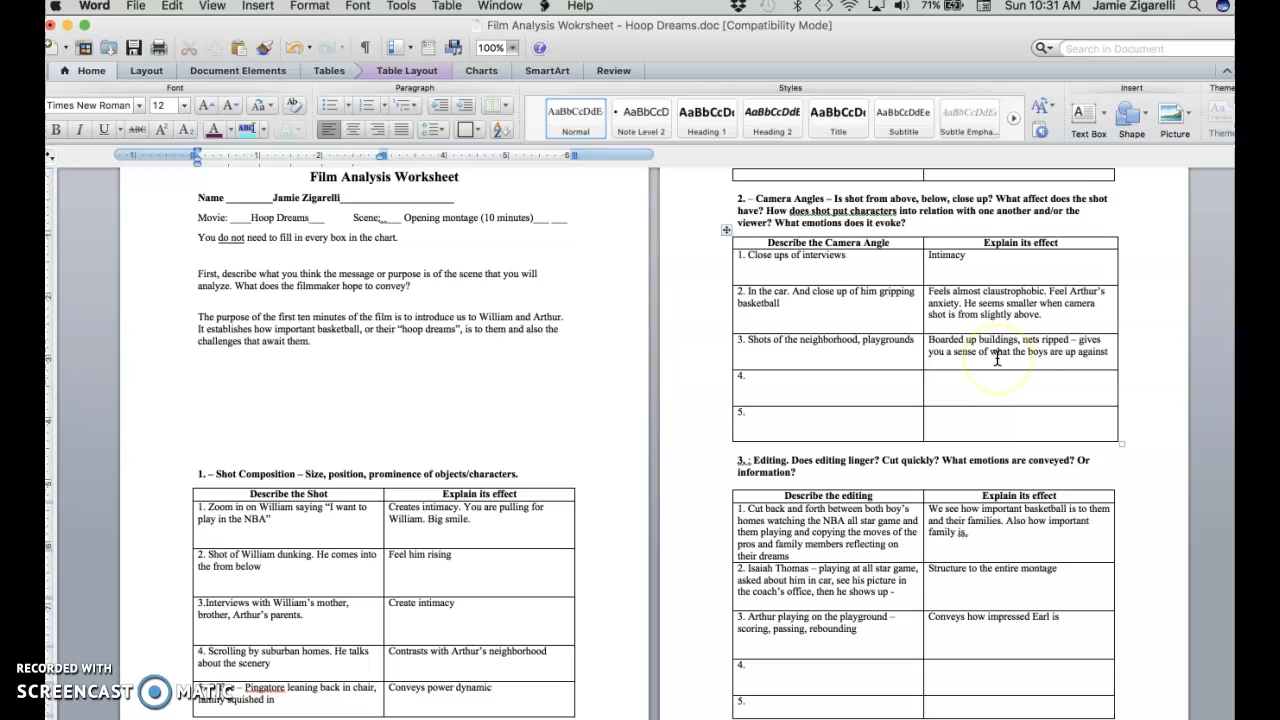 Word File Edit View Insert Format Font Tools Table Window Help 71% Sun 10:31 AM Jamie Zigarelli
Film Analysis Woksheet - Hoop Dreams.doc [Compatibility Mode]
100% Search in Document
Home Layout Document Elements Tables Table Layout Charts SmartArt Review
Font Paragraph Styles Insert Themes
Times New Roman 12
AaBbCcDdE Normal
AaBbCcD Note Level 2
AaBbCcDc Heading 1
AaBbCcDc Heading 2
AaBbCcDc Title
AaBbCcDdEe Subtitle
AaBbCcDdEe Subtle Empha...
Text Box Shape Picture Themes
Film Analysis Worksheet
Name ________Jamie Zigarelli____________________
Movie: ____Hoop Dreams___ Scene:,,____ Opening montage (10 minutes)___ ___
You do not need to fill in every box in the chart.
First, describe what you think the message or purpose is of the scene that you will
analyze. What does the filmmaker hope to convey?
The purpose of the first ten minutes of the film is to introduce us to William and Arthur.
It establishes how important basketball, or their “hoop dreams”, is to them and also the
challenges that await them.
1. – Shot Composition – Size, position, prominence of objects/characters.
Describe the Shot Explain its effect
1. Zoom in on William saying “I want to
play in the NBA”
Creates intimacy. You are pulling for
William. Big smile.
2. Shot of William dunking. He comes into
the from below
Feel him rising
3.Interviews with William’s mother,
brother, Arthur’s parents.
Create intimacy
4. Scrolling by suburban homes. He talks
about the scenery
Contrasts with Arthur’s neighborhood
– Pingatore leaning back in chair,
family squished in
Conveys power dynamic
2. – Camera Angles – Is shot from above, below, close up? What affect does the shot
have? How does shot put characters into relation with one another and/or the
viewer? What emotions does it evoke?
Describe the Camera Angle Explain its effect
1. Close ups of interviews
Intimacy
2. In the car. And close up of him gripping
basketball
Feels almost claustrophobic. Feel Arthur’s
anxiety. He seems smaller when camera
shot is from slightly above.
3. Shots of the neighborhood, playgrounds
Boarded up buildings, nets ripped – gives
you a sense of what the boys are up against
4.
5.
3. : Editing. Does editing linger? Cut quickly? What emotions are conveyed? Or
information?
Describe the editing Explain its effect
1. Cut back and forth between both boy’s
homes watching the NBA all star game and
them playing and copying the moves of the
pros and family members reflecting on
their dreams
We see how important basketball is to them
and their families. Also how important
family is.
2. Isaiah Thomas – playing at all star game,
asked about him in car, see his picture in
the coach’s office, then he shows up -
Structure to the entire montage
3. Arthur playing on the playground –
scoring, passing, rebounding
Conveys how impressed Earl is
4.
5.
RECORDED WITH
SCREENCAST MATIC